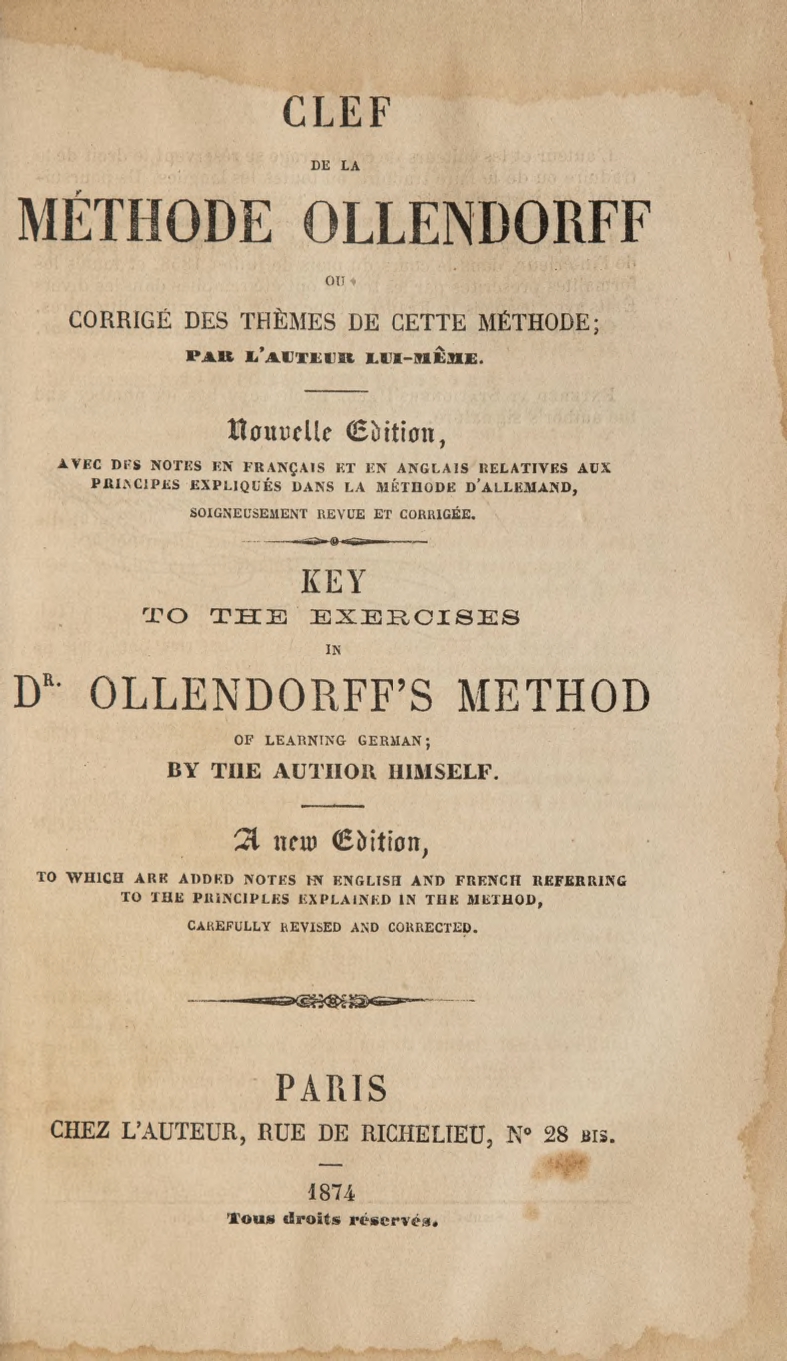 CLEF
DE LA
MÉTHODE OLLENDORFF
OU
CORRIGÉ DES THÈMES DE CETTE MÉTHODE;
PAR L'AUTEUR LUI-MÊME.
Nouvelle Edition,
AVEC DES NOTES EN FRANÇAIS ET EN ANGLAIS RELATIVES AUX
PRINCIPES EXPLIQUÉS DANS LA MÉTHODE D'ALLEMAND,
SOIGNEUSEMENT REVUE ET CORRIGÉE.
KEY
TO THE EXERCISES
IN
DR. OLLENDORFF'S METHOD
OF LEARNING GERMAN;
BY THE AUTHOR HIMSELF.
A new Edition,
TO WHICH ARE ADDED NOTES IN ENGLISH AND FRENCH REFERRING
TO THE PRINCIPLES EXPLAINED IN THE METHOD,
CAREFULLY REVISED AND CORRECTED.
PARIS
CHEZ L'AUTEUR, RUE DE RICHELIEU, N° 28 BIS.
1874
Tous droits réservés.